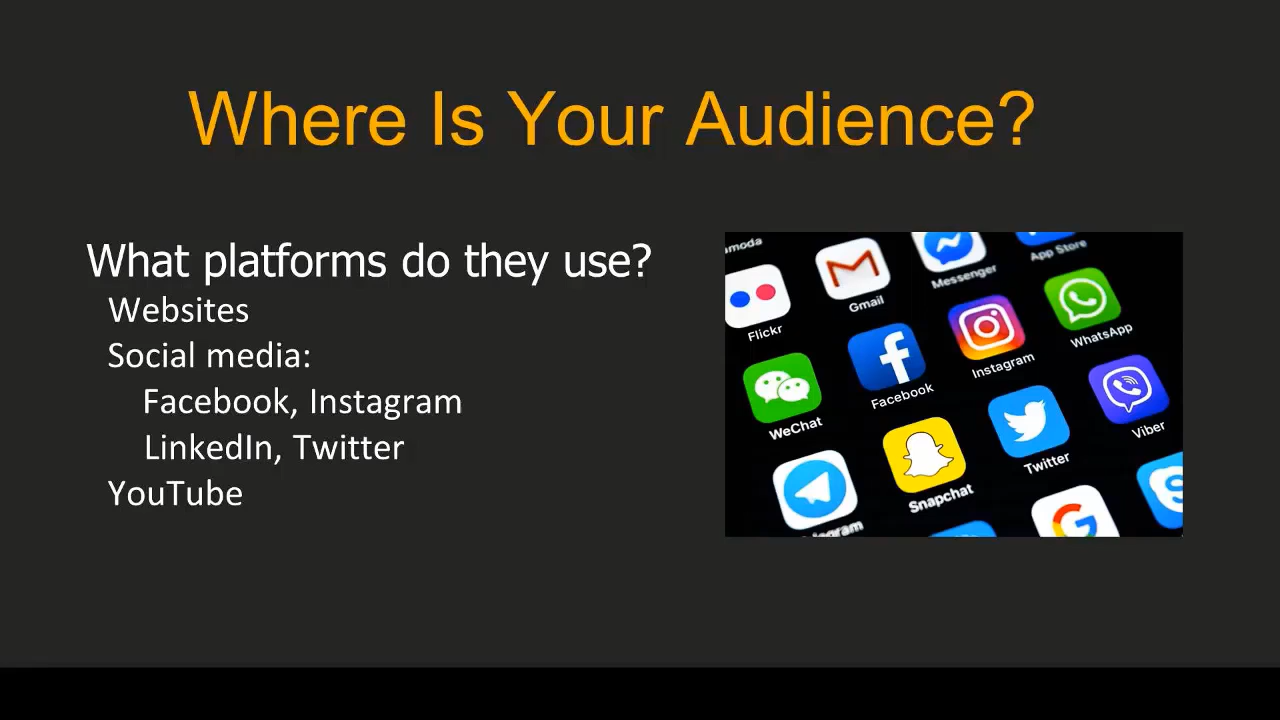 Where Is Your Audience?
What platforms do they use?
Websites
Social media:
Facebook, Instagram
LinkedIn, Twitter
YouTube
Flickr
Gmail
Messenger
App Store
WeChat
Facebook
Instagram
WhatsApp
Snapchat
Twitter
Viber